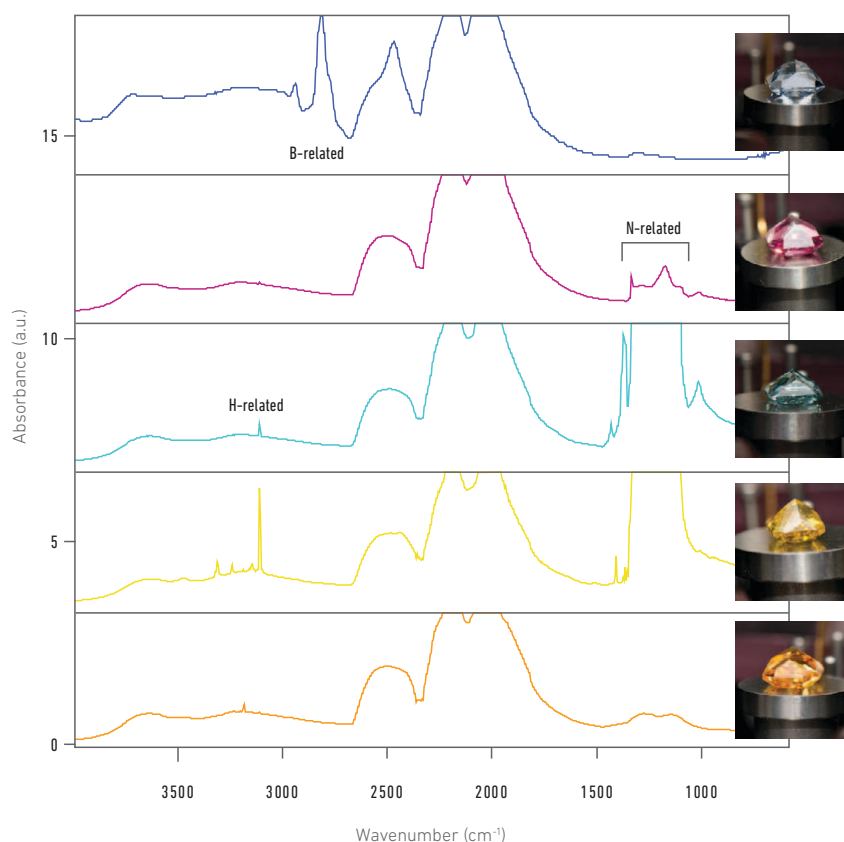 15
B-related
N-related
10
H-related
5
0
3500 3000 2500 2000 1500 1000
Absorbance (a.u.)
Wavenumber (cm⁻¹)